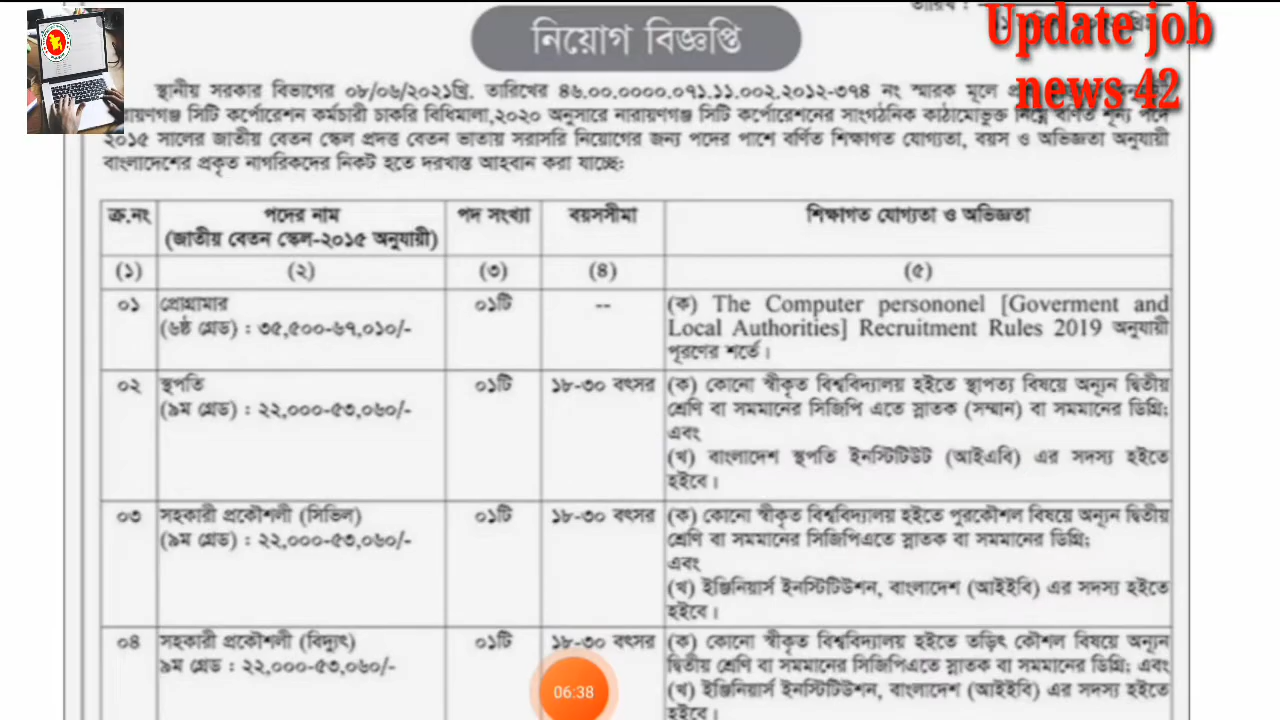 তারিখ :
Update job
news 42
নিয়োগ বিজ্ঞপ্তি
স্থানীয় সরকার বিভাগের ০৮/০৬/২০২১খ্রি. তারিখের ৪৬.০০.০০০০.০৭১.১১.০০২.২০১২-৩৭৪ নং স্মারক মূলে
নারায়ণগঞ্জ সিটি কর্পোরেশন কর্মচারী চাকরি বিধিমালা,২০২০ অনুসারে নারায়ণগঞ্জ সিটি কর্পোরেশনের সাংগঠনিক কাঠামোভুক্ত নিম্নে বর্ণিত শূন্য পদে
২০১৫ সালের জাতীয় বেতন স্কেল প্রদত্ত বেতন ভাতায় সরাসরি নিয়োগের জন্য পদের পাশে বর্ণিত শিক্ষাগত যোগ্যতা, বয়স ও অভিজ্ঞতা অনুযায়ী
বাংলাদেশের প্রকৃত নাগরিকদের নিকট হতে দরখাস্ত আহবান করা যাচ্ছে:
ক্র.নং পদের নাম পদ সংখ্যা বয়সসীমা শিক্ষাগত যোগ্যতা ও অভিজ্ঞতা
(জাতীয় বেতন স্কেল-২০১৫ অনুযায়ী)
(১) (২) (৩) (৪) (৫)
০১ প্রোগ্রামার ০১টি -- (ক) The Computer persononel [Goverment and
(৬ষ্ঠ গ্রেড) : ৩৫,৫০০-৬৭,০১০/- Local Authorities] Recruitment Rules 2019 অনুযায়ী
পূরণের শর্তে।
০২ স্থপতি ০১টি ১৮-৩০ বৎসর (ক) কোনো স্বীকৃত বিশ্ববিদ্যালয় হইতে স্থাপত্য বিষয়ে অন্যূন দ্বিতীয়
(৯ম গ্রেড) : ২২,০০০-৫৩,০৬০/- শ্রেণি বা সমমানের সিজিপি এতে স্নাতক (সম্মান) বা সমমানের ডিগ্রি;
এবং
(খ) বাংলাদেশ স্থপতি ইনস্টিটিউট (আইএবি) এর সদস্য হইতে
হইবে।
০৩ সহকারী প্রকৌশলী (সিভিল) ০১টি ১৮-৩০ বৎসর (ক) কোনো স্বীকৃত বিশ্ববিদ্যালয় হইতে পুরকৌশল বিষয়ে অন্যূন দ্বিতীয়
(৯ম গ্রেড) : ২২,০০০-৫৩,০৬০/- শ্রেণি বা সমমানের সিজিপিএতে স্নাতক বা সমমানের ডিগ্রি;
এবং
(খ) ইঞ্জিনিয়ার্স ইনস্টিটিউশন, বাংলাদেশ (আইইবি) এর সদস্য হইতে
হইবে।
০৪ সহকারী প্রকৌশলী (বিদ্যুৎ) ০১টি ১৮-৩০ বৎসর (ক) কোনো স্বীকৃত বিশ্ববিদ্যালয় হইতে তড়িৎ কৌশল বিষয়ে অন্যূন
৯ম গ্রেড : ২২,০০০-৫৩,০৬০/- দ্বিতীয় শ্রেণি বা সমমানের সিজিপিএতে স্নাতক বা সমমানের ডিগ্রি; এবং
(খ) ইঞ্জিনিয়ার্স ইনস্টিটিউশন, বাংলাদেশ (আইইবি) এর সদস্য হইতে
হইবে।
06:38